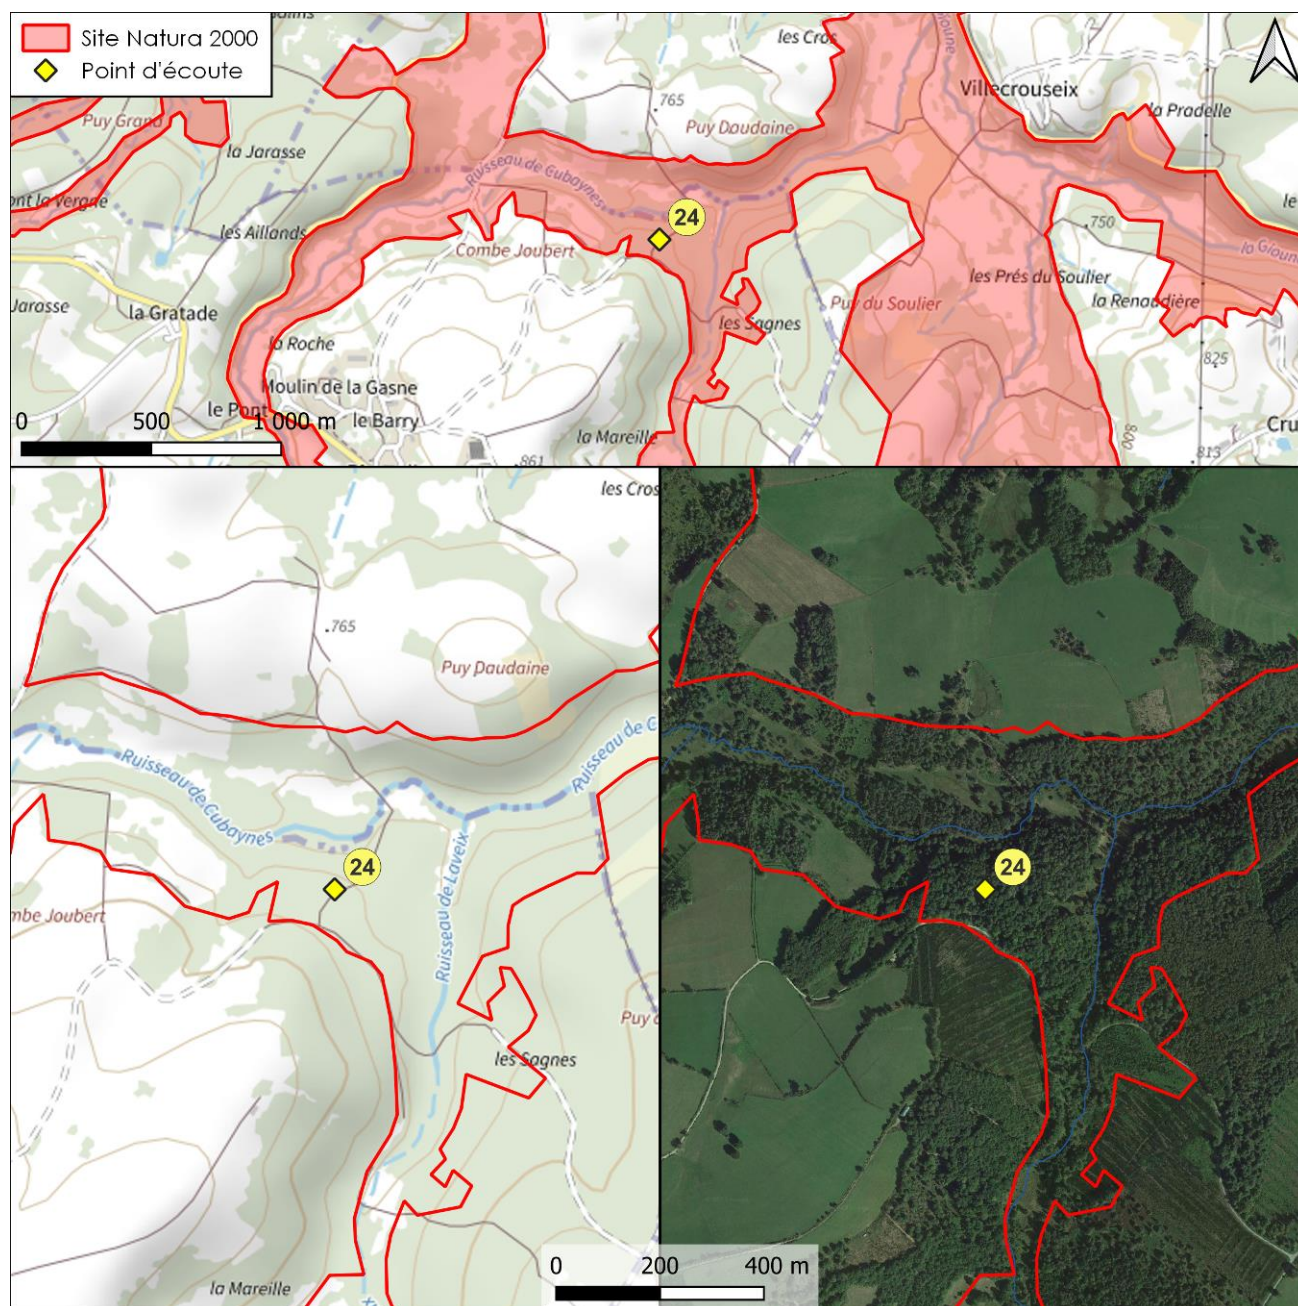 Site Natura 2000
Point d'écoute
les Cros
Gioune
Villecrouseix
765
la Pradelle
Puy Grand
Puy Daudaine
la Jarasse
Ruisseau de Cubaynes
ont la Vergne
le
les Aillands
24
750
Combe Joubert
la Gioune
les Prés du Soulier
Jarasse
la Gratade
Puy du Soulier
la Renaudière
les Sagnes
la Roche
825
Moulin de la Gasne
le Pont
le Barry
0 500 1 000 m
la Mareille
861
800
813
Cru
les Cros
765
Puy Daudaine
Ruisseau de C
Ruisseau de Cubaynes
24
24
Ruisseau de Laveix
mbe Joubert
Puy
les Sagnes
0 200 400 m
la Mareille